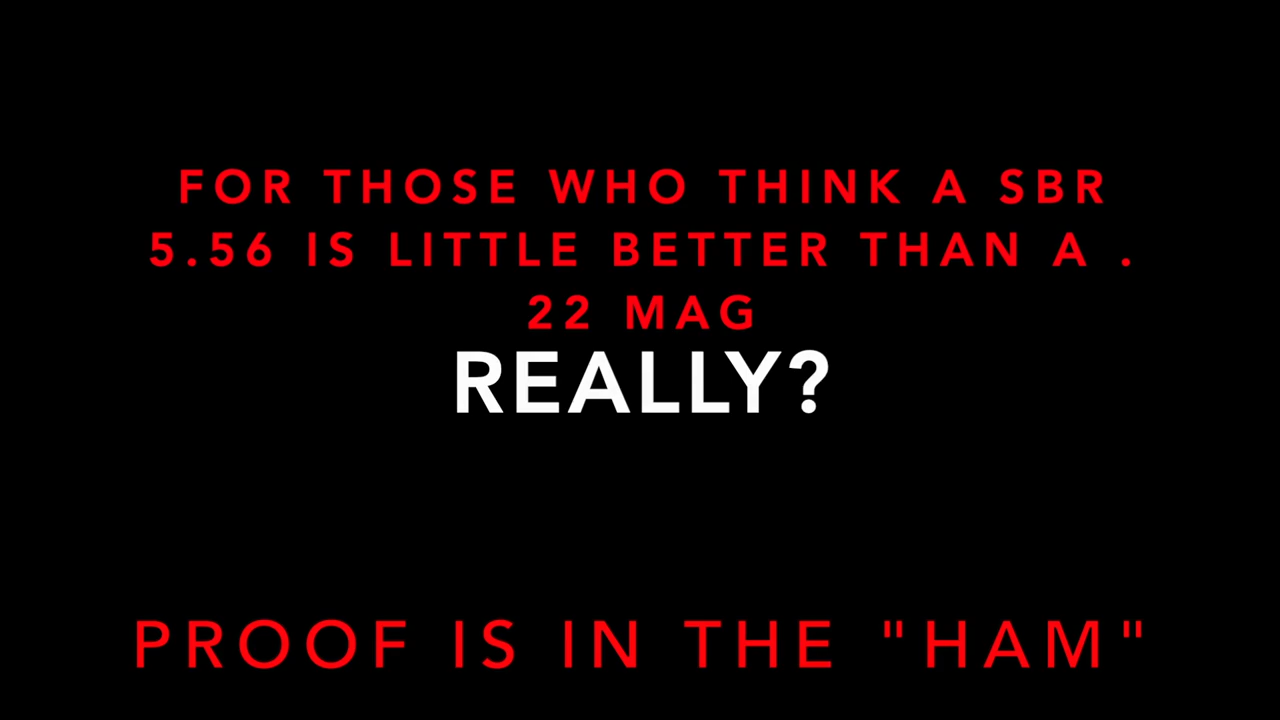 FOR THOSE WHO THINK A SBR
5.56 IS LITTLE BETTER THAN A .
22 MAG
REALLY?
PROOF IS IN THE "HAM"